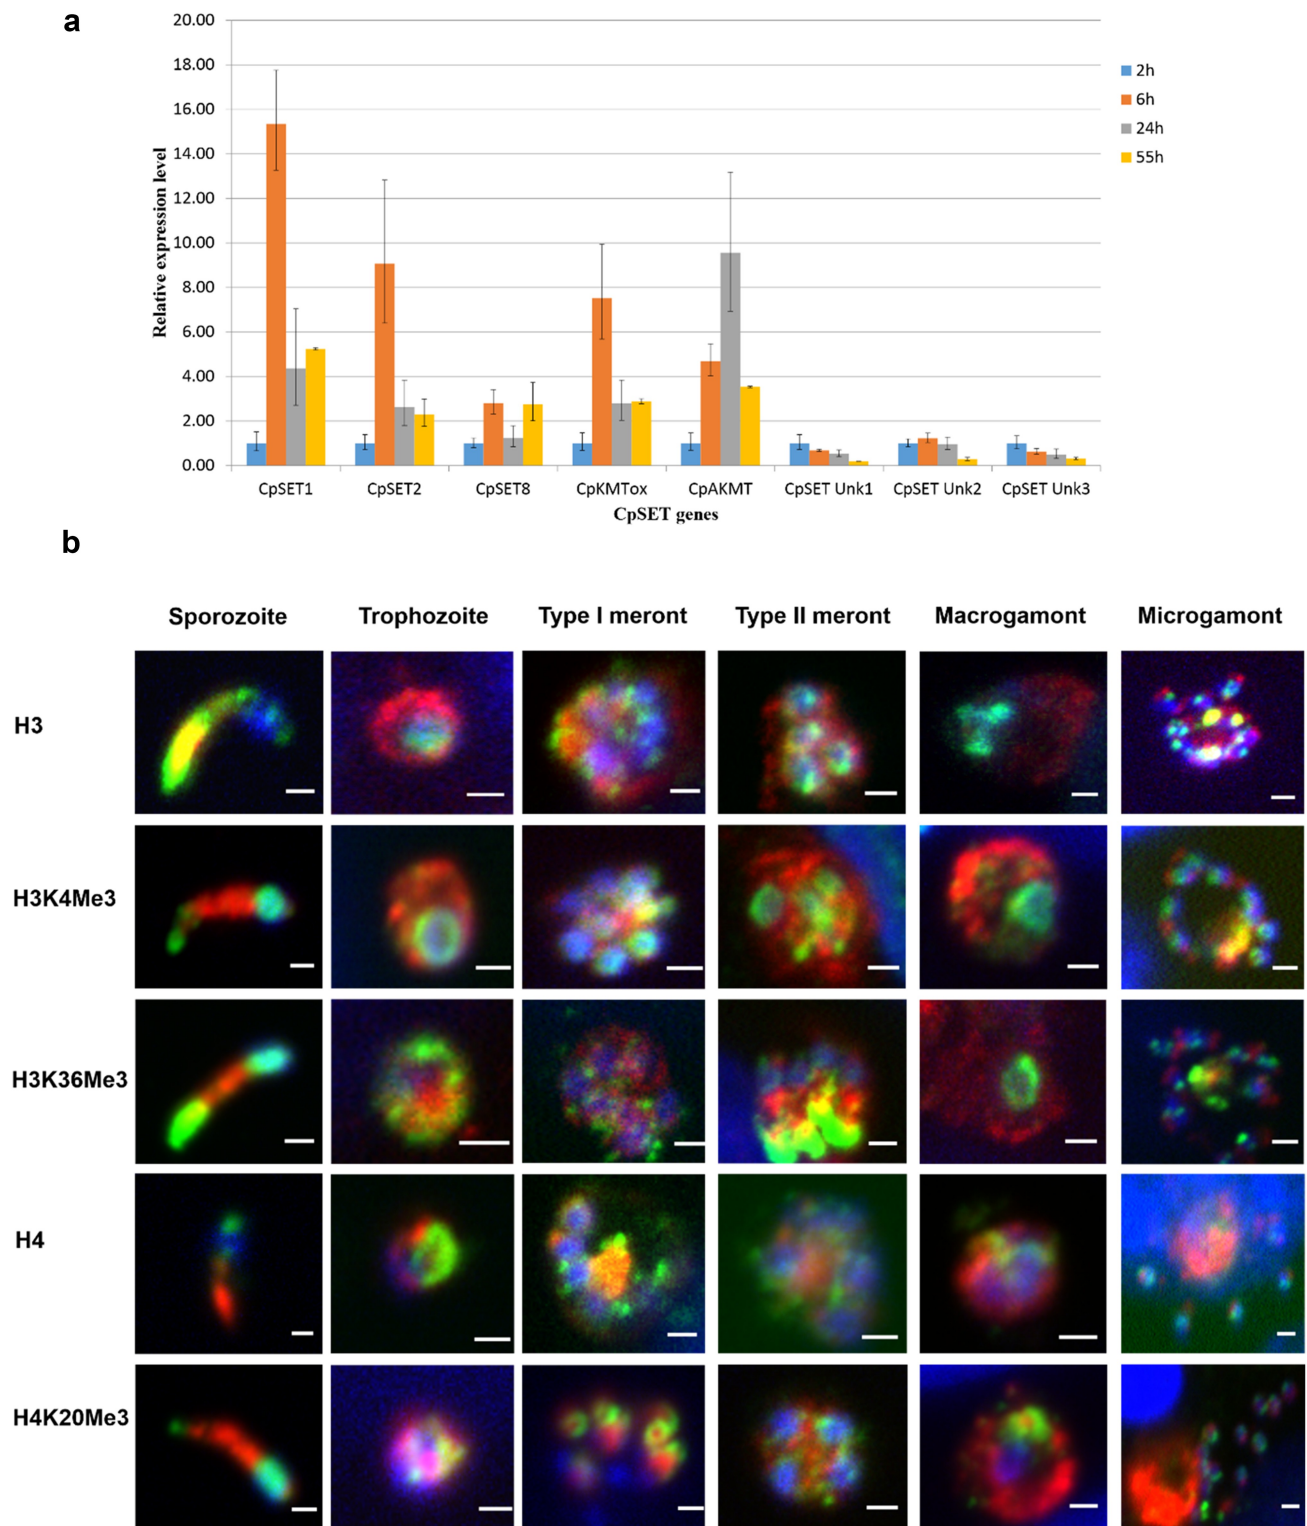 a
20.00
18.00
16.00
14.00
12.00
10.00
8.00
6.00
4.00
2.00
0.00
Relative expression level
2h
6h
24h
55h
CpSET1 CpSET2 CpSET8 CpKMTox CpAKMT CpSET Unk1 CpSET Unk2 CpSET Unk3
CpSET genes
b
Sporozoite Trophozoite Type I meront Type II meront Macrogamont Microgamont
H3
H3K4Me3
H3K36Me3
H4
H4K20Me3